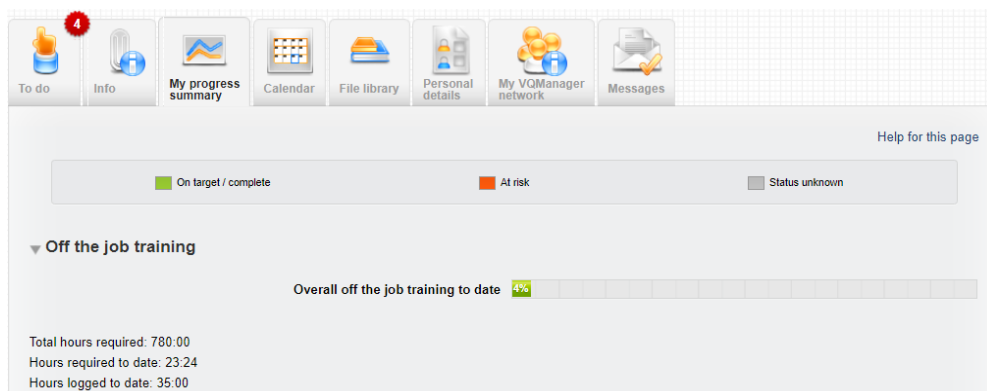 4
To do
Info
My progress
summary
Calendar
File library
Personal
details
My VQManager
network
Messages
Help for this page
On target / complete
At risk
Status unknown
Off the job training
Overall off the job training to date 4%
Total hours required: 780:00
Hours required to date: 23:24
Hours logged to date: 35:00